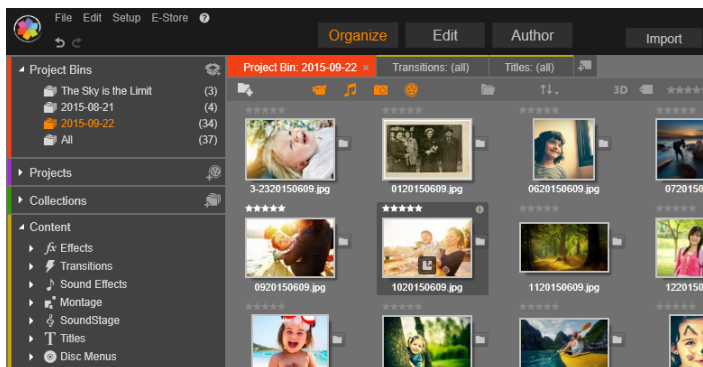 File Edit Setup E-Store ?
Organize Edit Author Import
Project Bins
The Sky is the Limit (3)
2015-08-21 (4)
2015-09-22 (34)
All (37)
Projects
Collections
Content
fx Effects
Transitions
Sound Effects
Montage
SoundStage
T Titles
Disc Menus
Project Bin: 2015-09-22 × Transitions: (all) Titles: (all)
3D
3-2320150609.jpg 0120150609.jpg 0620150609.jpg 0720150
0920150609.jpg 1020150609.jpg 1120150609.jpg 1220150